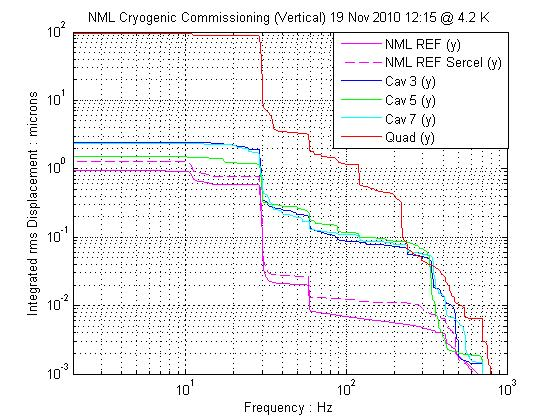 NML Cryogenic Commissioning (Vertical) 19 Nov 2010 12:15 @ 4.2 K
NML REF (y)
NML REF Sercel (y)
Cav 3 (y)
Cav 5 (y)
Cav 7 (y)
Quad (y)
Integrated rms Displacement : microns
10^2
10^1
10^0
10^-1
10^-2
10^-3
10^1
10^2
10^3
Frequency : Hz